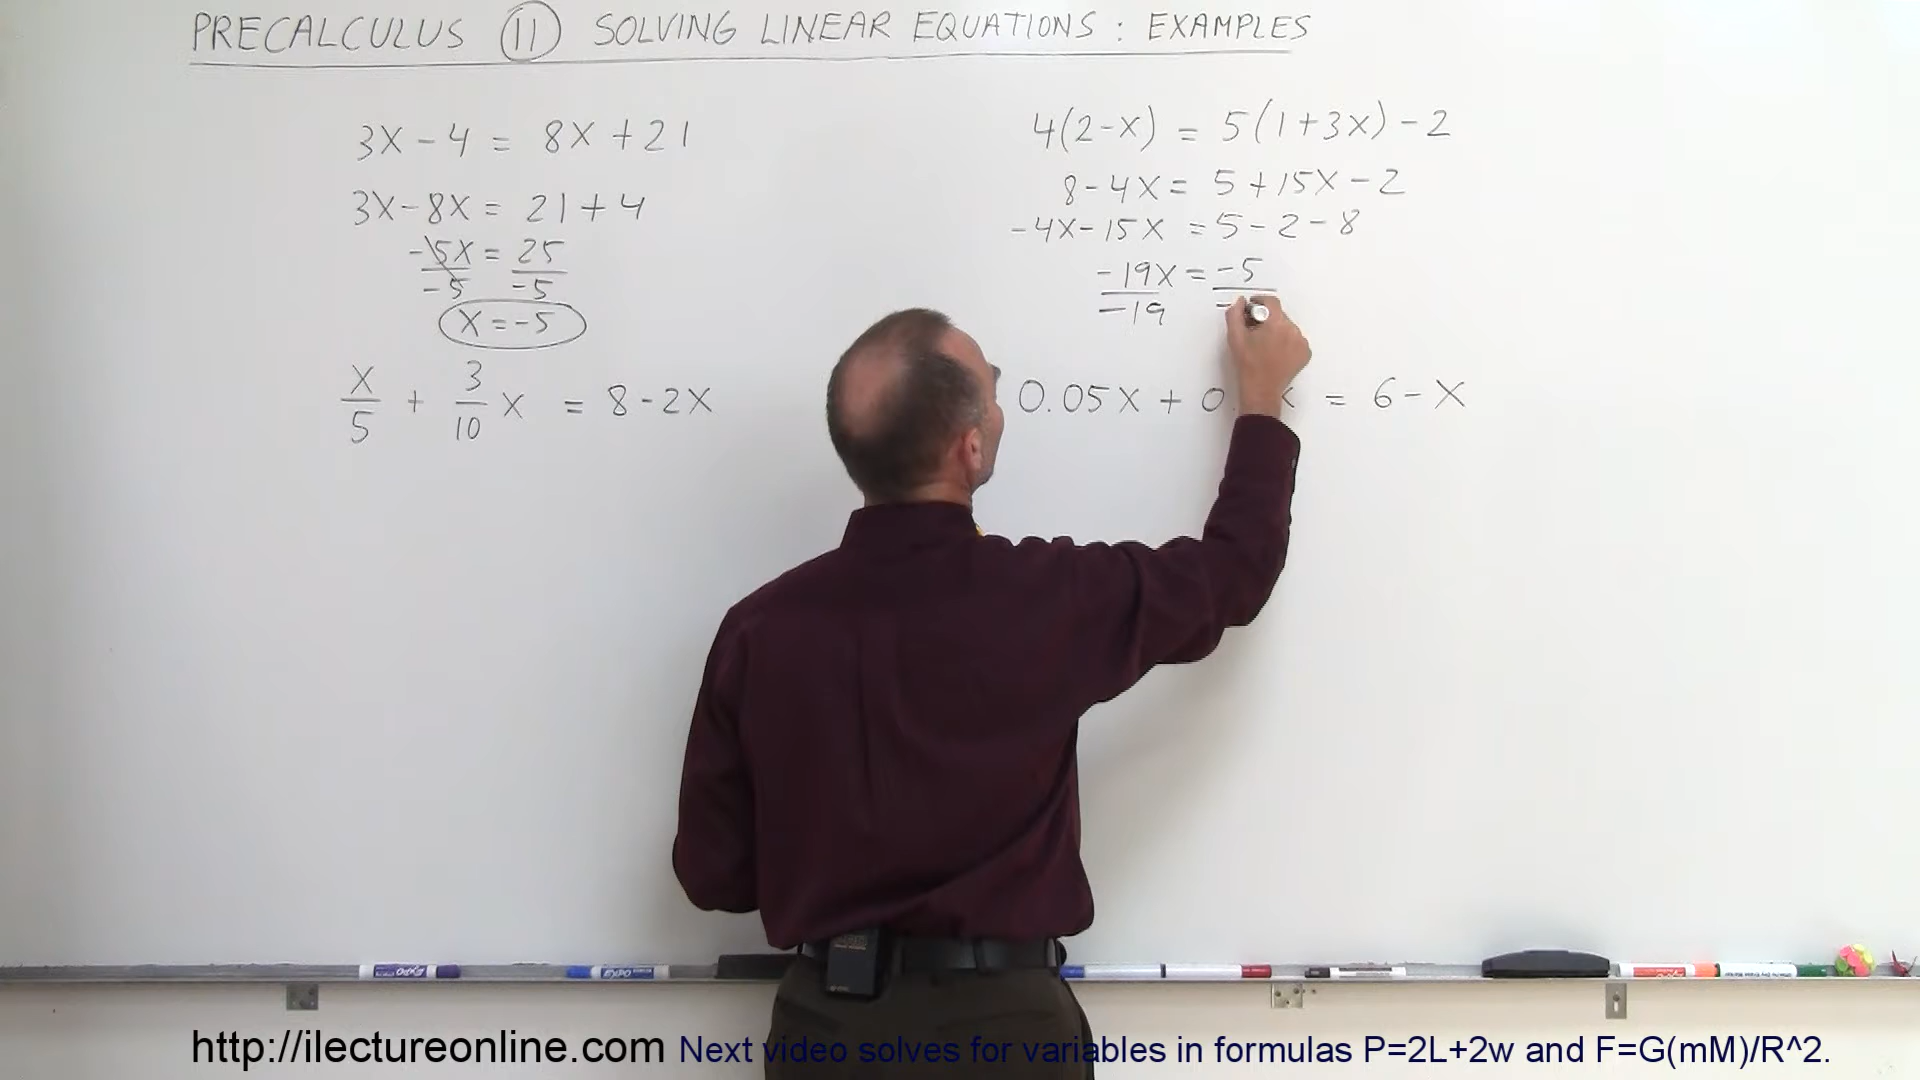 PRECALCULUS 11 SOLVING LINEAR EQUATIONS : EXAMPLES
3X - 4 = 8X + 21
3X - 8X = 21 + 4
-5X = 25
-5 -5
X = -5
X/5 + 3/10 X = 8 - 2X
4(2-X) = 5(1+3X) - 2
8 - 4X = 5 + 15X - 2
-4X - 15X = 5 - 2 - 8
-19X = -5
-19 -
0.05X + 0. = 6 - X
EXPO
EXPO
http://ilectureonline.com Next video solves for variables in formulas P=2L+2w and F=G(mM)/R^2.